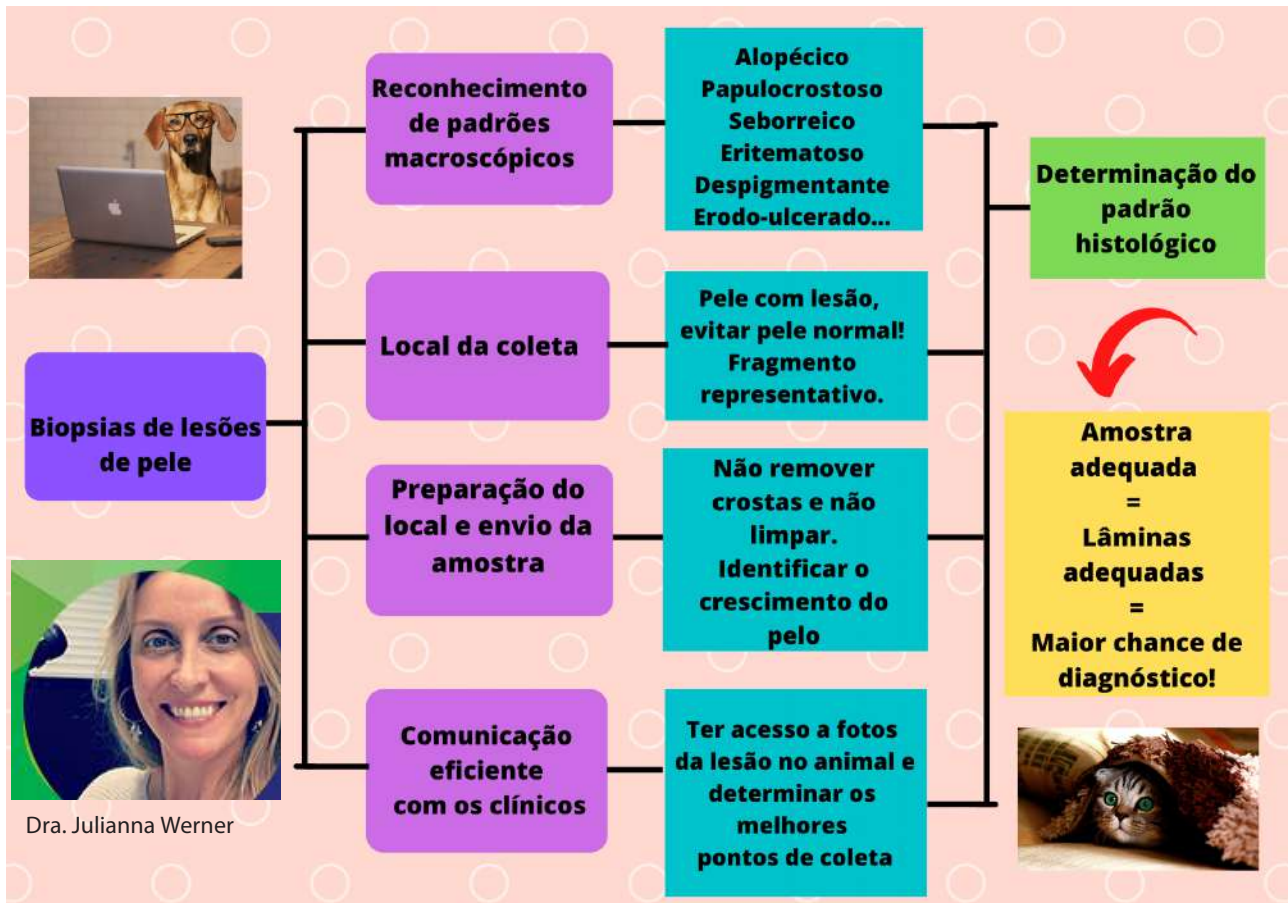 Biopsias de lesões
de pele
Dra. Julianna Werner
Reconhecimento
de padrões
macroscópicos
Alopécico
Papulocrostoso
Seborreico
Eritematoso
Despigmentante
Erodo-ulcerado...
Local da coleta
Pele com lesão,
evitar pele normal!
Fragmento
representativo.
Preparação do
local e envio da
amostra
Não remover
crostas e não
limpar.
Identificar o
crescimento do
pelo
Comunicação
eficiente
com os clínicos
Ter acesso a fotos
da lesão no animal e
determinar os
melhores
pontos de coleta
Determinação do
padrão
histológico
Amostra
adequada
=
Lâminas
adequadas
=
Maior chance de
diagnóstico!